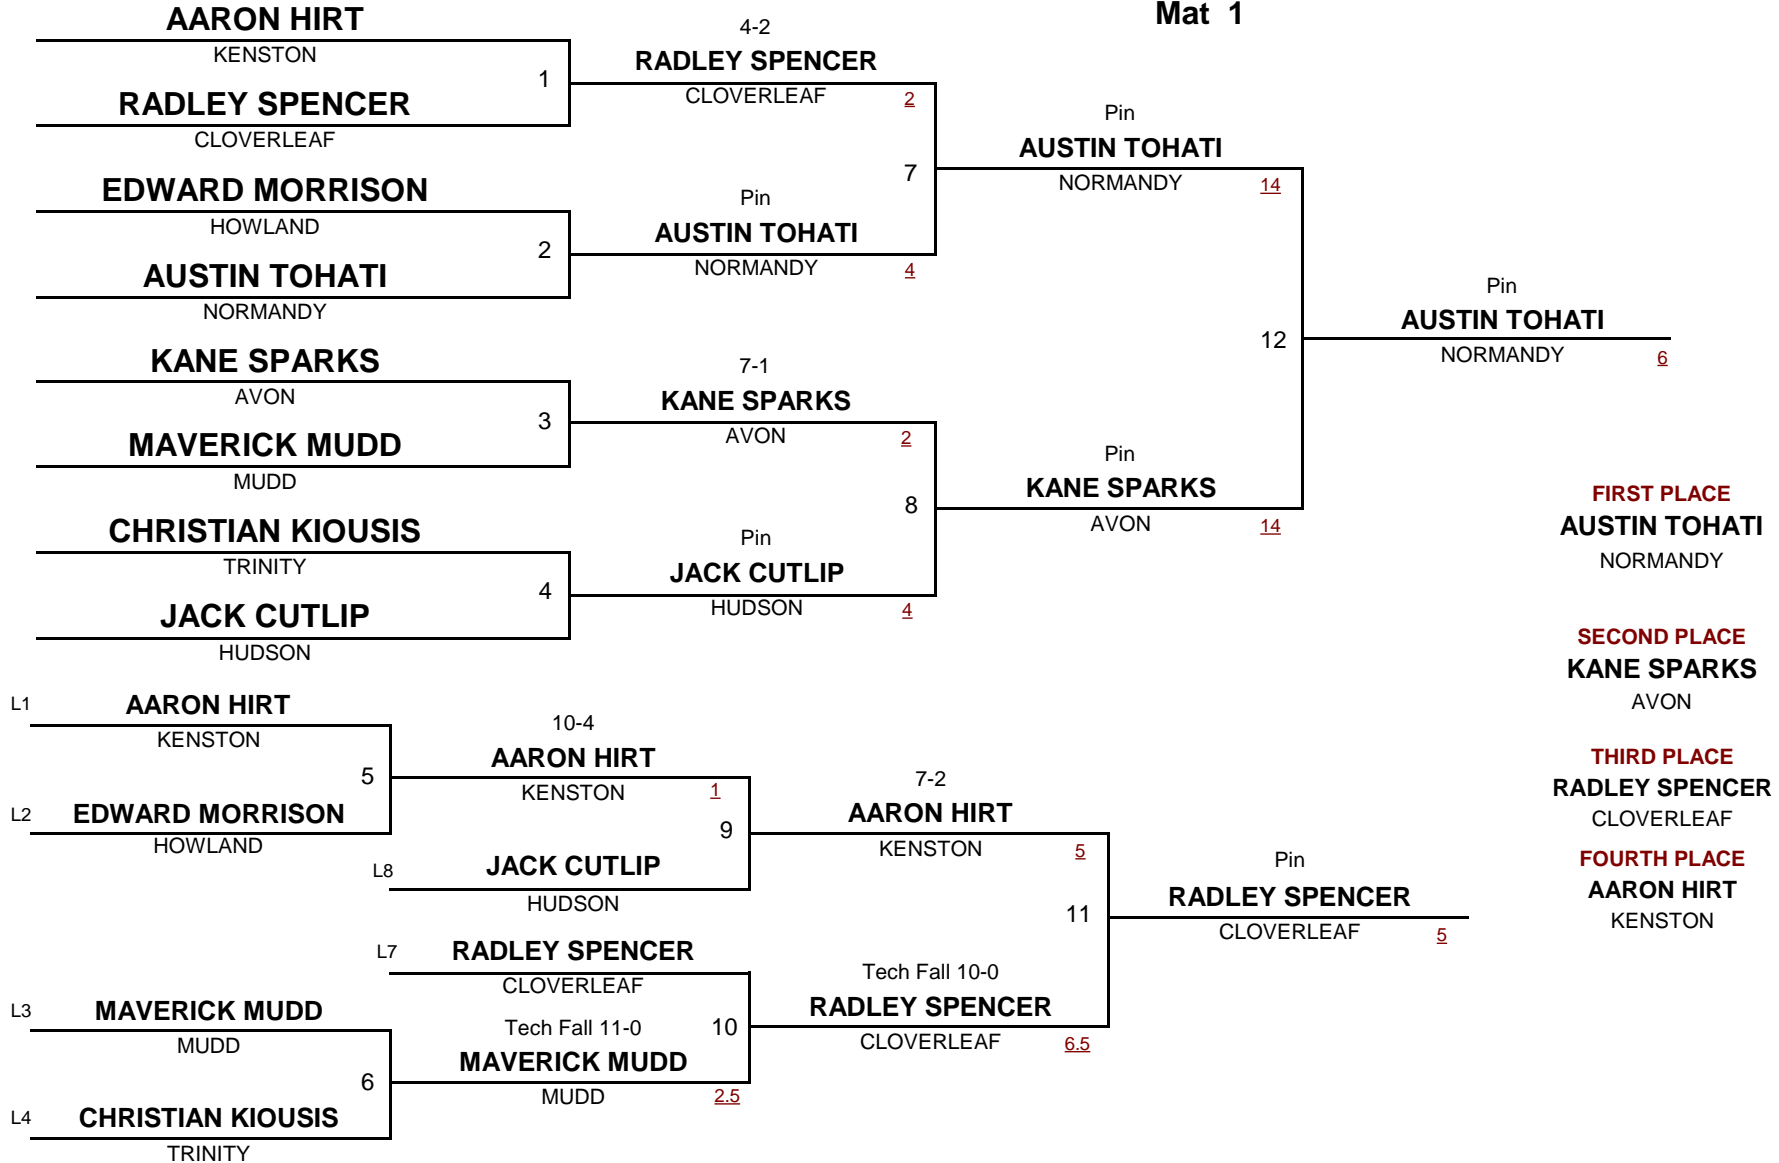 Mat 1
AARON HIRT
KENSTON
1
RADLEY SPENCER
CLOVERLEAF
EDWARD MORRISON
HOWLAND
2
AUSTIN TOHATI
NORMANDY
KANE SPARKS
AVON
3
MAVERICK MUDD
MUDD
CHRISTIAN KIOUSIS
TRINITY
4
JACK CUTLIP
HUDSON
4-2
RADLEY SPENCER
CLOVERLEAF 2
7
Pin
AUSTIN TOHATI
NORMANDY 4
7-1
KANE SPARKS
AVON 2
8
Pin
JACK CUTLIP
HUDSON 4
Pin
AUSTIN TOHATI
NORMANDY 14
12
Pin
KANE SPARKS
AVON 14
Pin
AUSTIN TOHATI
NORMANDY 6
L1 AARON HIRT
KENSTON
5
L2 EDWARD MORRISON
HOWLAND
L3 MAVERICK MUDD
MUDD
6
L4 CHRISTIAN KIOUSIS
TRINITY
10-4
AARON HIRT
KENSTON 1
9
L8 JACK CUTLIP
HUDSON
L7 RADLEY SPENCER
CLOVERLEAF
Tech Fall 11-0 10
MAVERICK MUDD
MUDD 2.5
7-2
AARON HIRT
KENSTON 5
11
Tech Fall 10-0
RADLEY SPENCER
CLOVERLEAF 6.5
Pin
RADLEY SPENCER
CLOVERLEAF 5
FIRST PLACE
AUSTIN TOHATI
NORMANDY
SECOND PLACE
KANE SPARKS
AVON
THIRD PLACE
RADLEY SPENCER
CLOVERLEAF
FOURTH PLACE
AARON HIRT
KENSTON